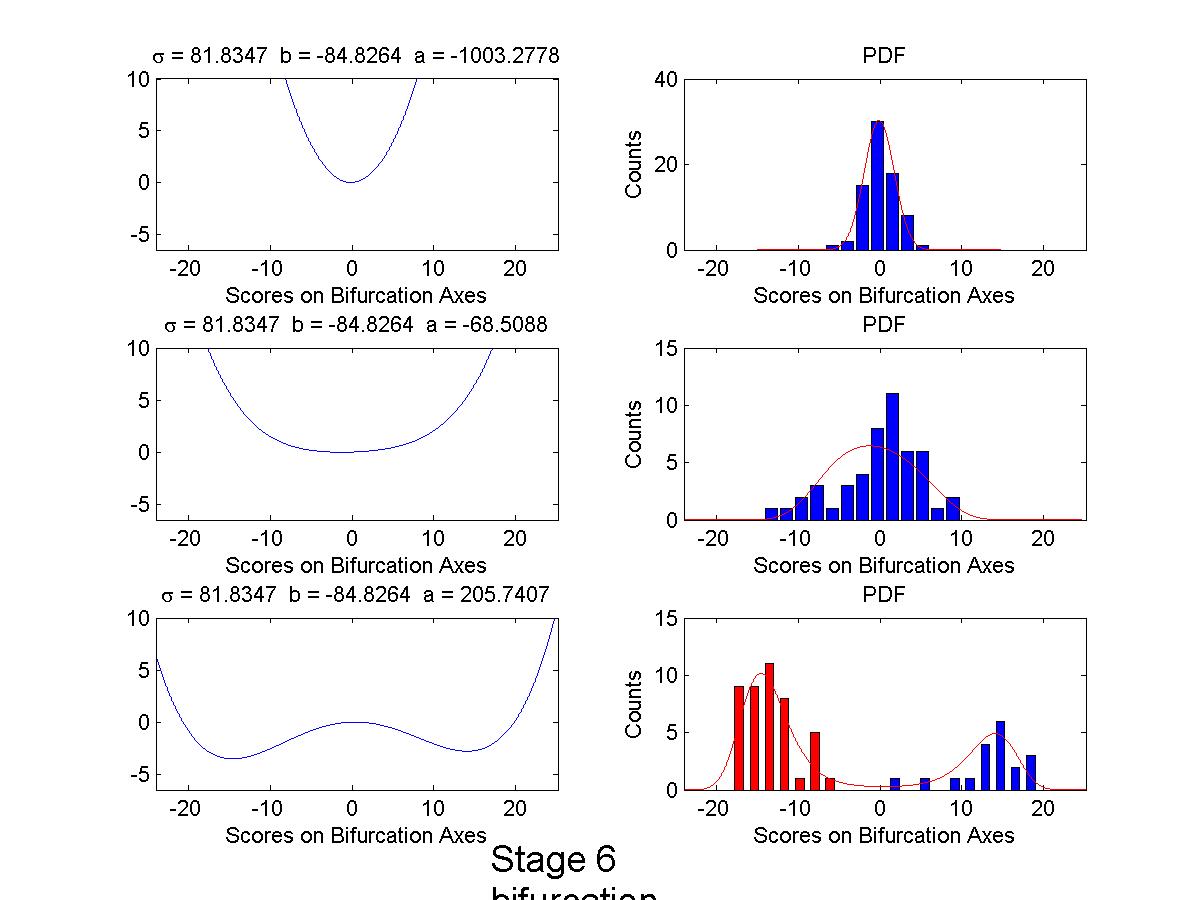 σ = 81.8347 b = -84.8264 a = -1003.2778
10
5
0
-5
-20 -10 0 10 20
Scores on Bifurcation Axes
PDF
Counts
40
20
0
-20 -10 0 10 20
Scores on Bifurcation Axes
σ = 81.8347 b = -84.8264 a = -68.5088
10
5
0
-5
-20 -10 0 10 20
Scores on Bifurcation Axes
PDF
Counts
15
10
5
0
-20 -10 0 10 20
Scores on Bifurcation Axes
σ = 81.8347 b = -84.8264 a = 205.7407
10
5
0
-5
-20 -10 0 10 20
Scores on Bifurcation Axes
PDF
Counts
15
10
5
0
-20 -10 0 10 20
Scores on Bifurcation Axes
Stage 6
bifurcation